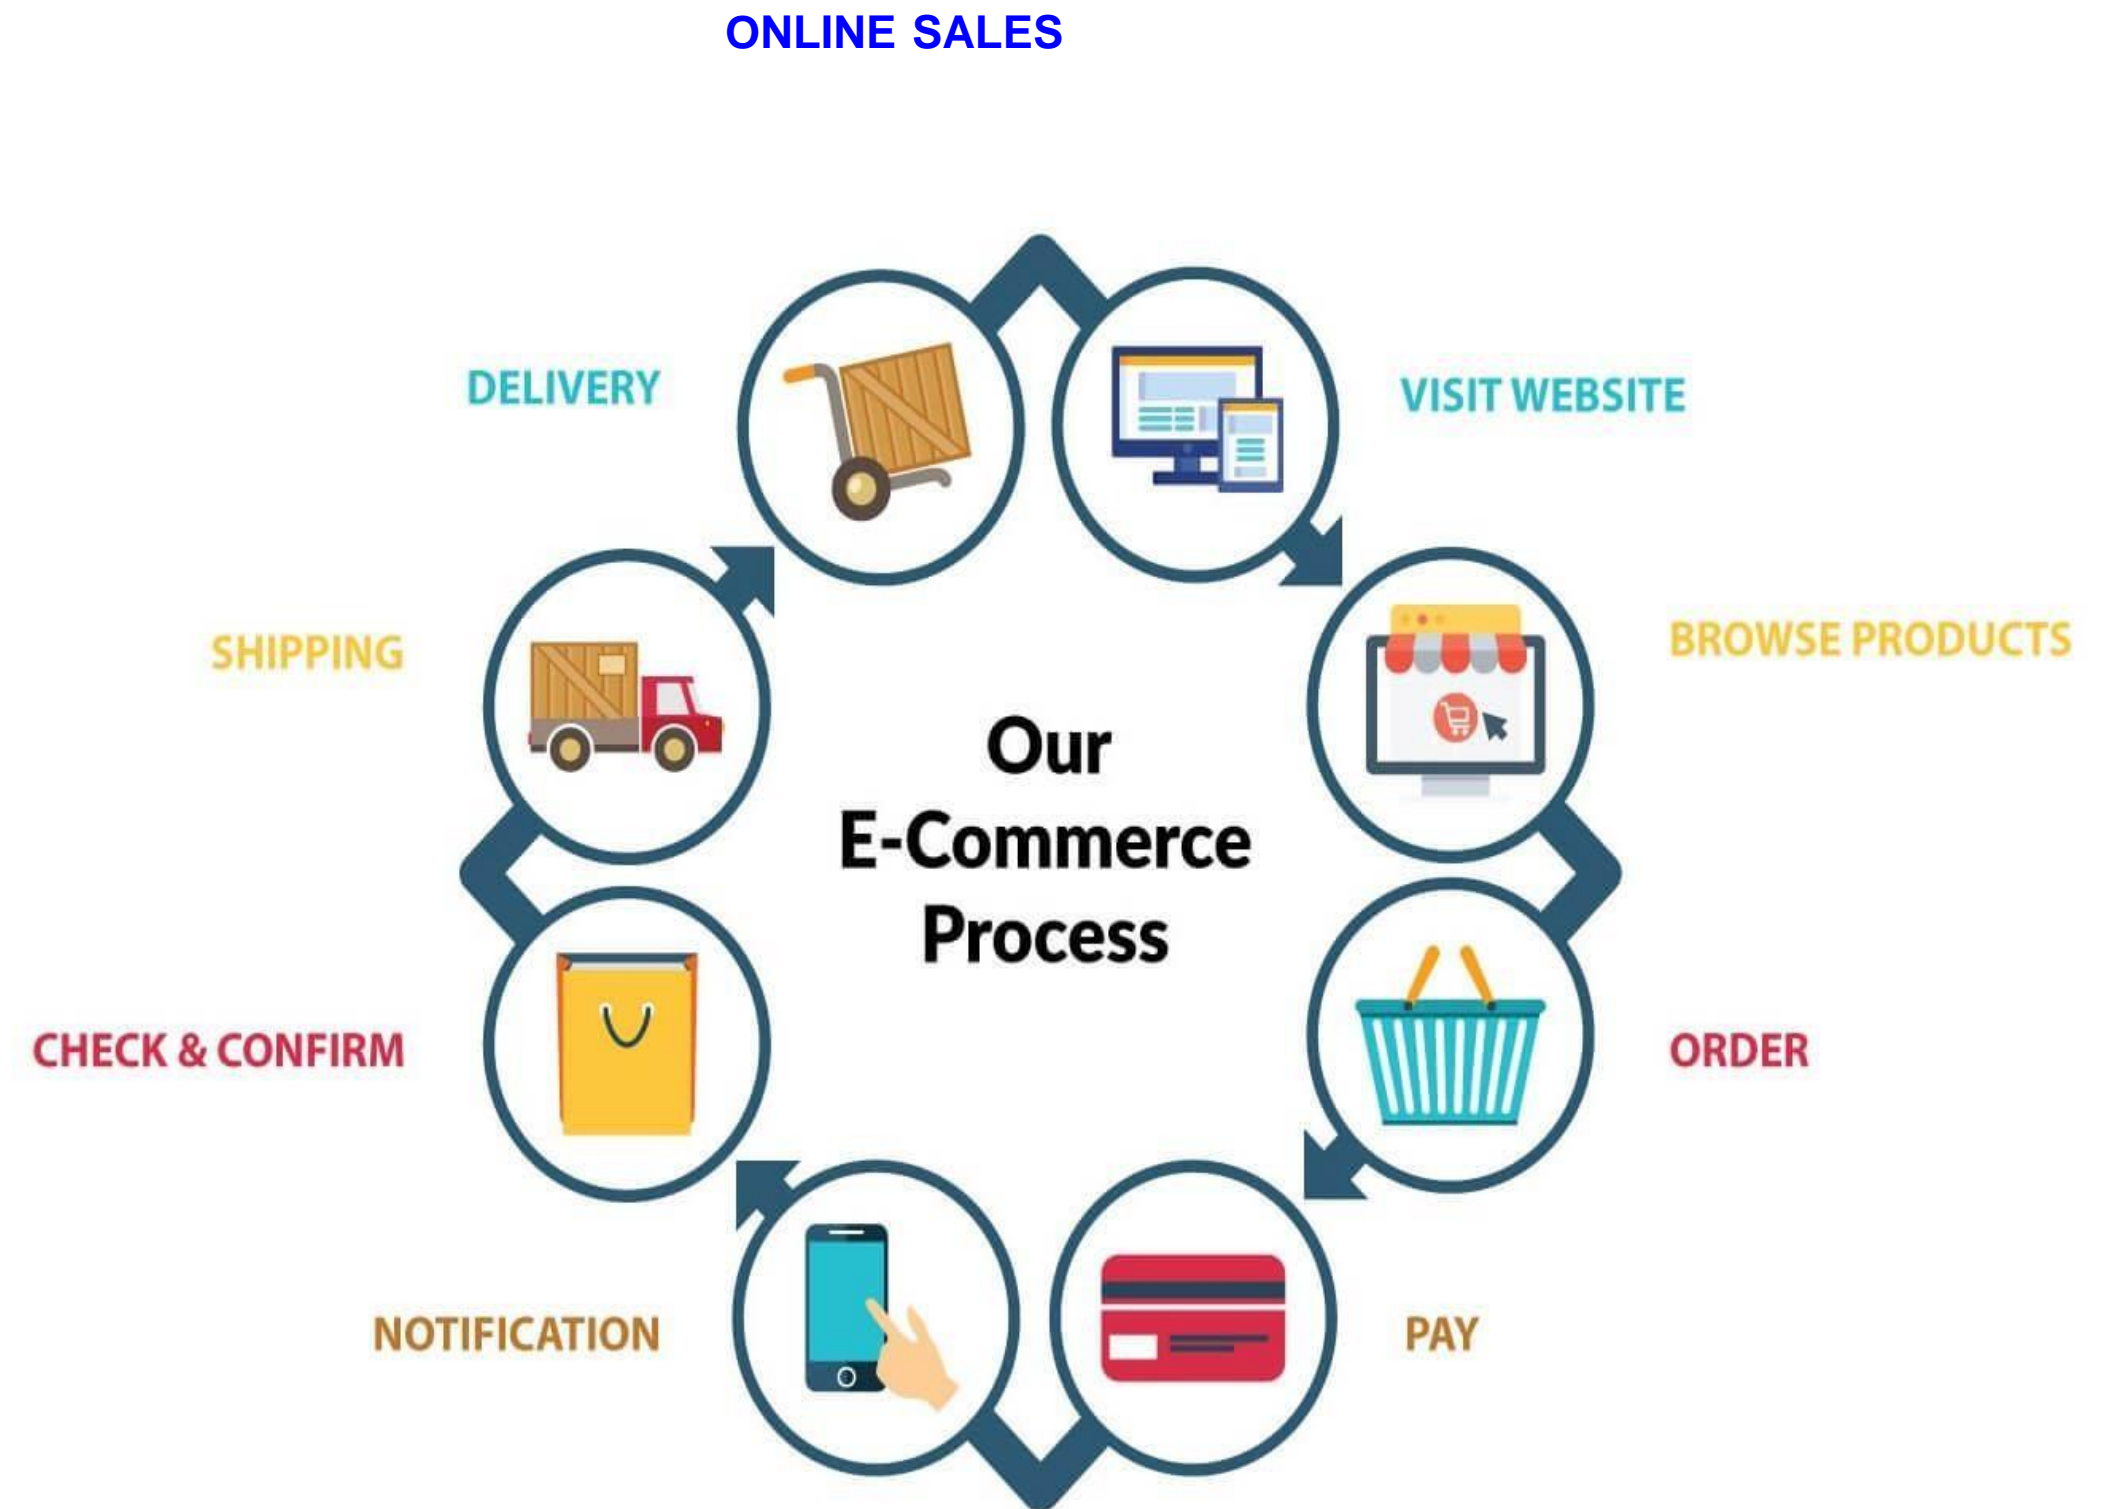 ONLINE SALES
DELIVERY
VISIT WEBSITE
SHIPPING
BROWSE PRODUCTS
Our
E-Commerce
Process
CHECK & CONFIRM
ORDER
NOTIFICATION
PAY